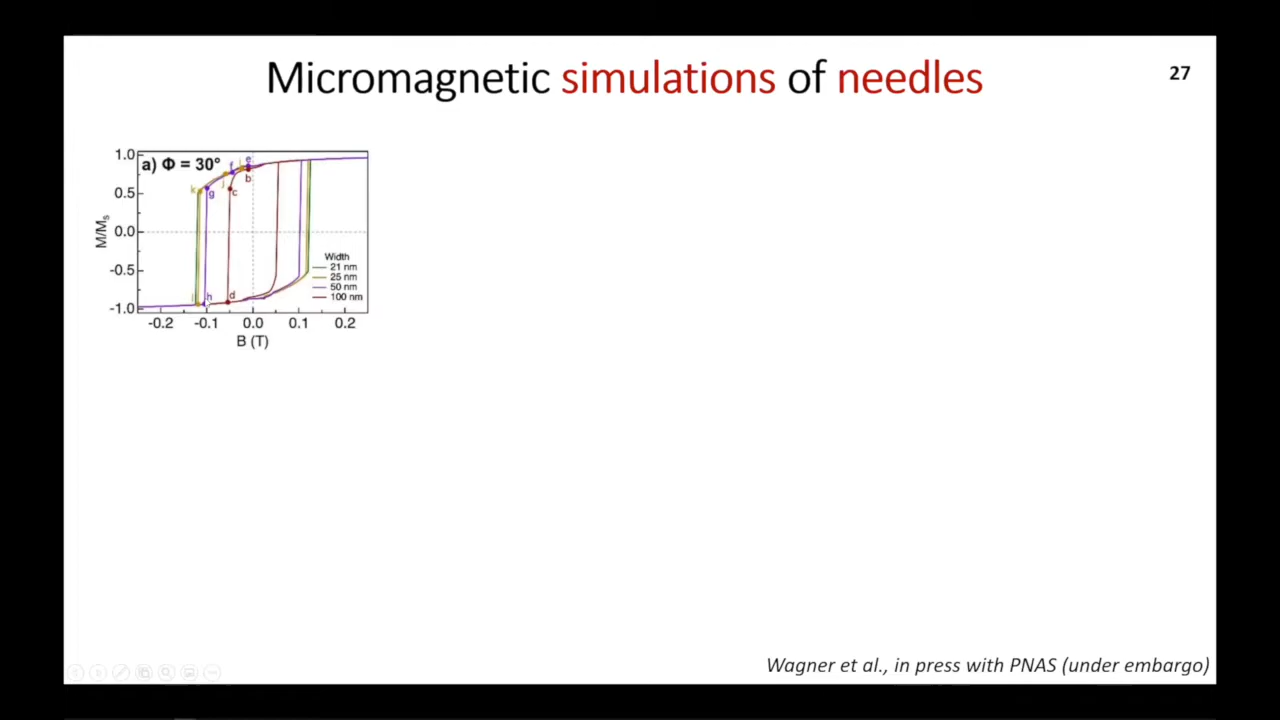 Micromagnetic simulations of needles
27
a) Φ = 30°
1.0
0.5
0.0
-0.5
-1.0
M/Ms
k
g
f
e
b
c
j
i
h
d
Width
21 nm
25 nm
50 nm
100 nm
-0.2 -0.1 0.0 0.1 0.2
B (T)
Wagner et al., in press with PNAS (under embargo)